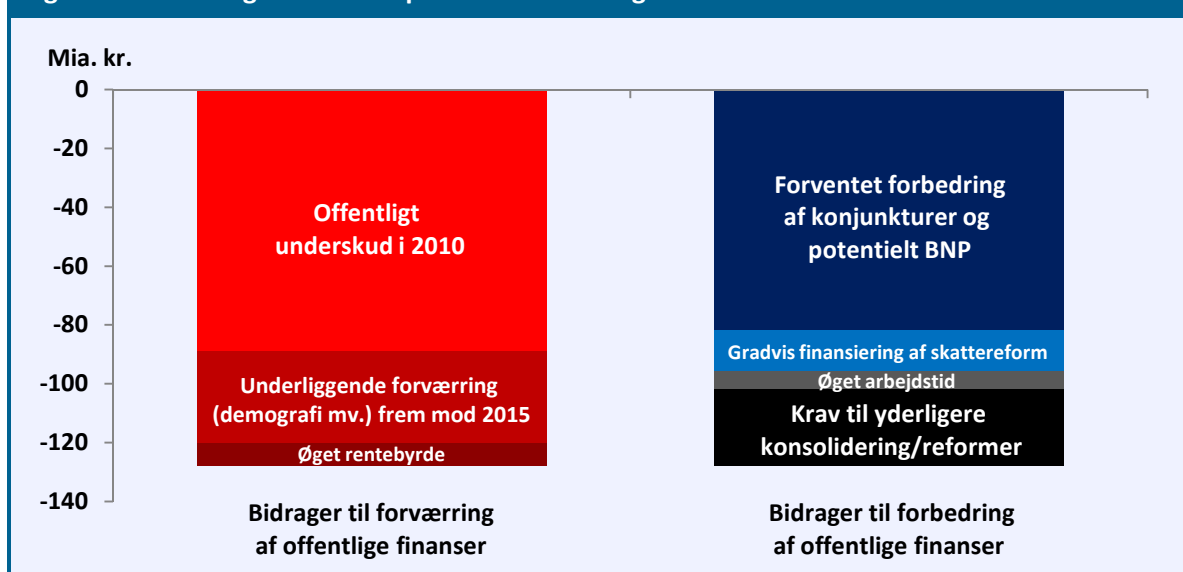 Mia. kr.
0
-20
-40
-60
-80
-100
-120
-140
Offentligt
underskud i 2010
Underliggende forværring
(demografi mv.) frem mod 2015
Øget rentebyrde
Forventet forbedring
af konjunkturer og
potentielt BNP
Gradvis finansiering af skattereform
Øget arbejdstid
Krav til yderligere
konsolidering/reformer
Bidrager til forværring
af offentlige finanser
Bidrager til forbedring
af offentlige finanser